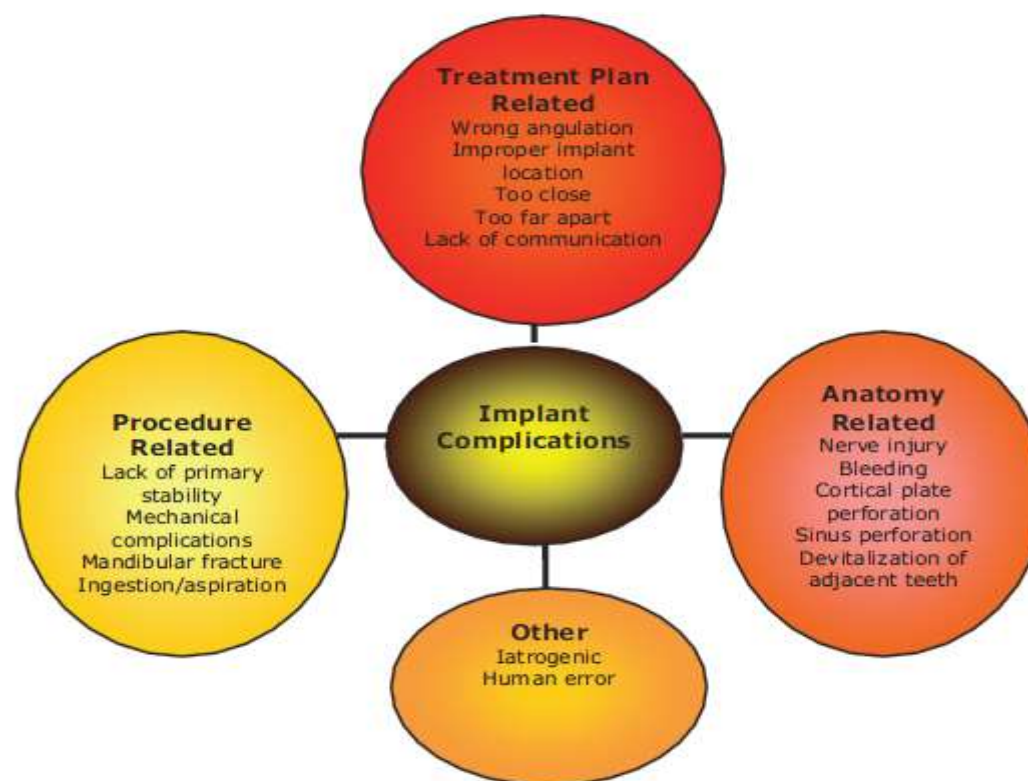 Treatment Plan
Related
Wrong angulation
Improper implant
location
Too close
Too far apart
Lack of communication
Implant
Complications
Procedure
Related
Lack of primary
stability
Mechanical
complications
Mandibular fracture
Ingestion/aspiration
Anatomy
Related
Nerve injury
Bleeding
Cortical plate
perforation
Sinus perforation
Devitalization of
adjacent teeth
Other
Iatrogenic
Human error